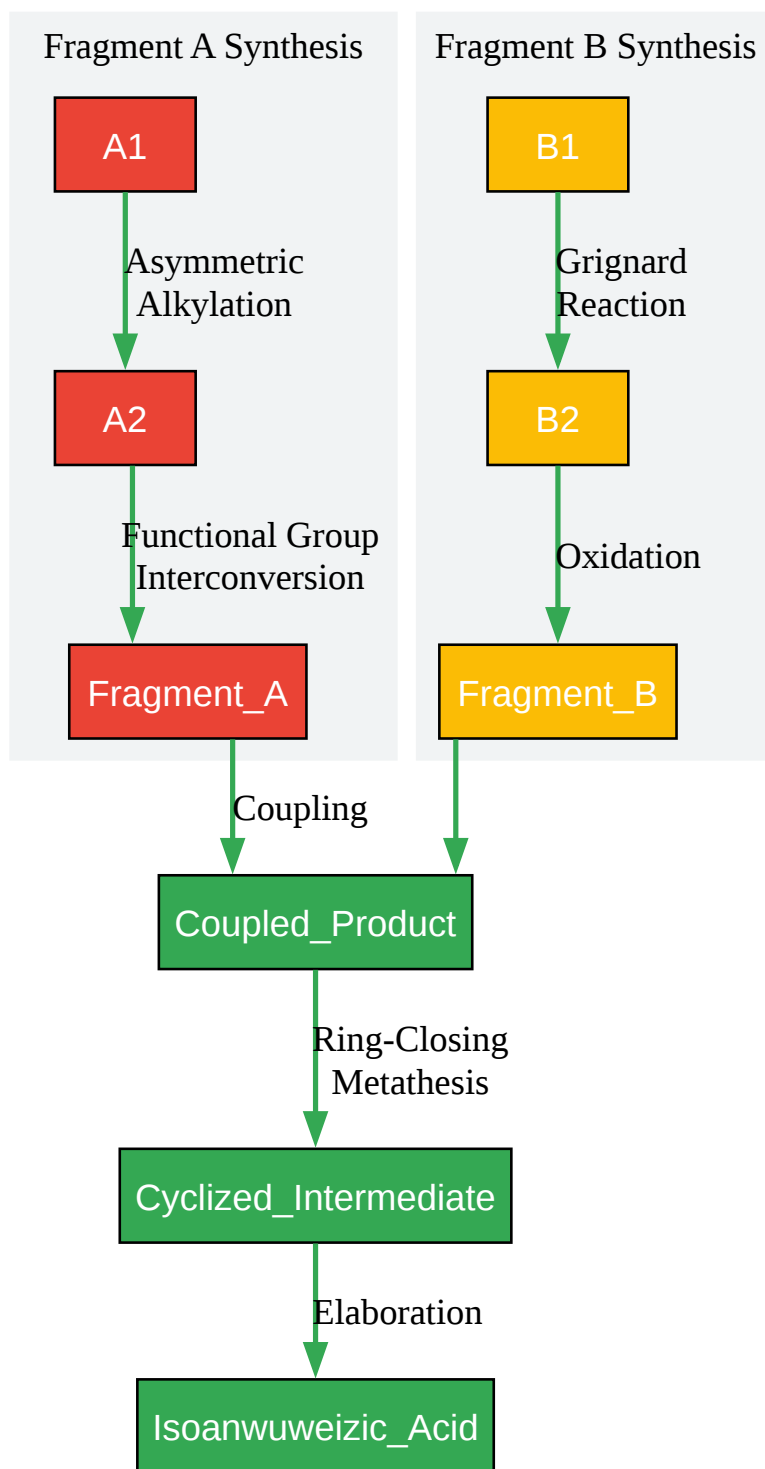 Fragment A Synthesis
Fragment B Synthesis
A1
B1
Asymmetric
Alkylation
Grignard
Reaction
A2
B2
Functional Group
Interconversion
Oxidation
Fragment_A
Fragment_B
Coupling
Coupled_Product
Ring-Closing
Metathesis
Cyclized_Intermediate
Elaboration
Isoanwuweizic_Acid